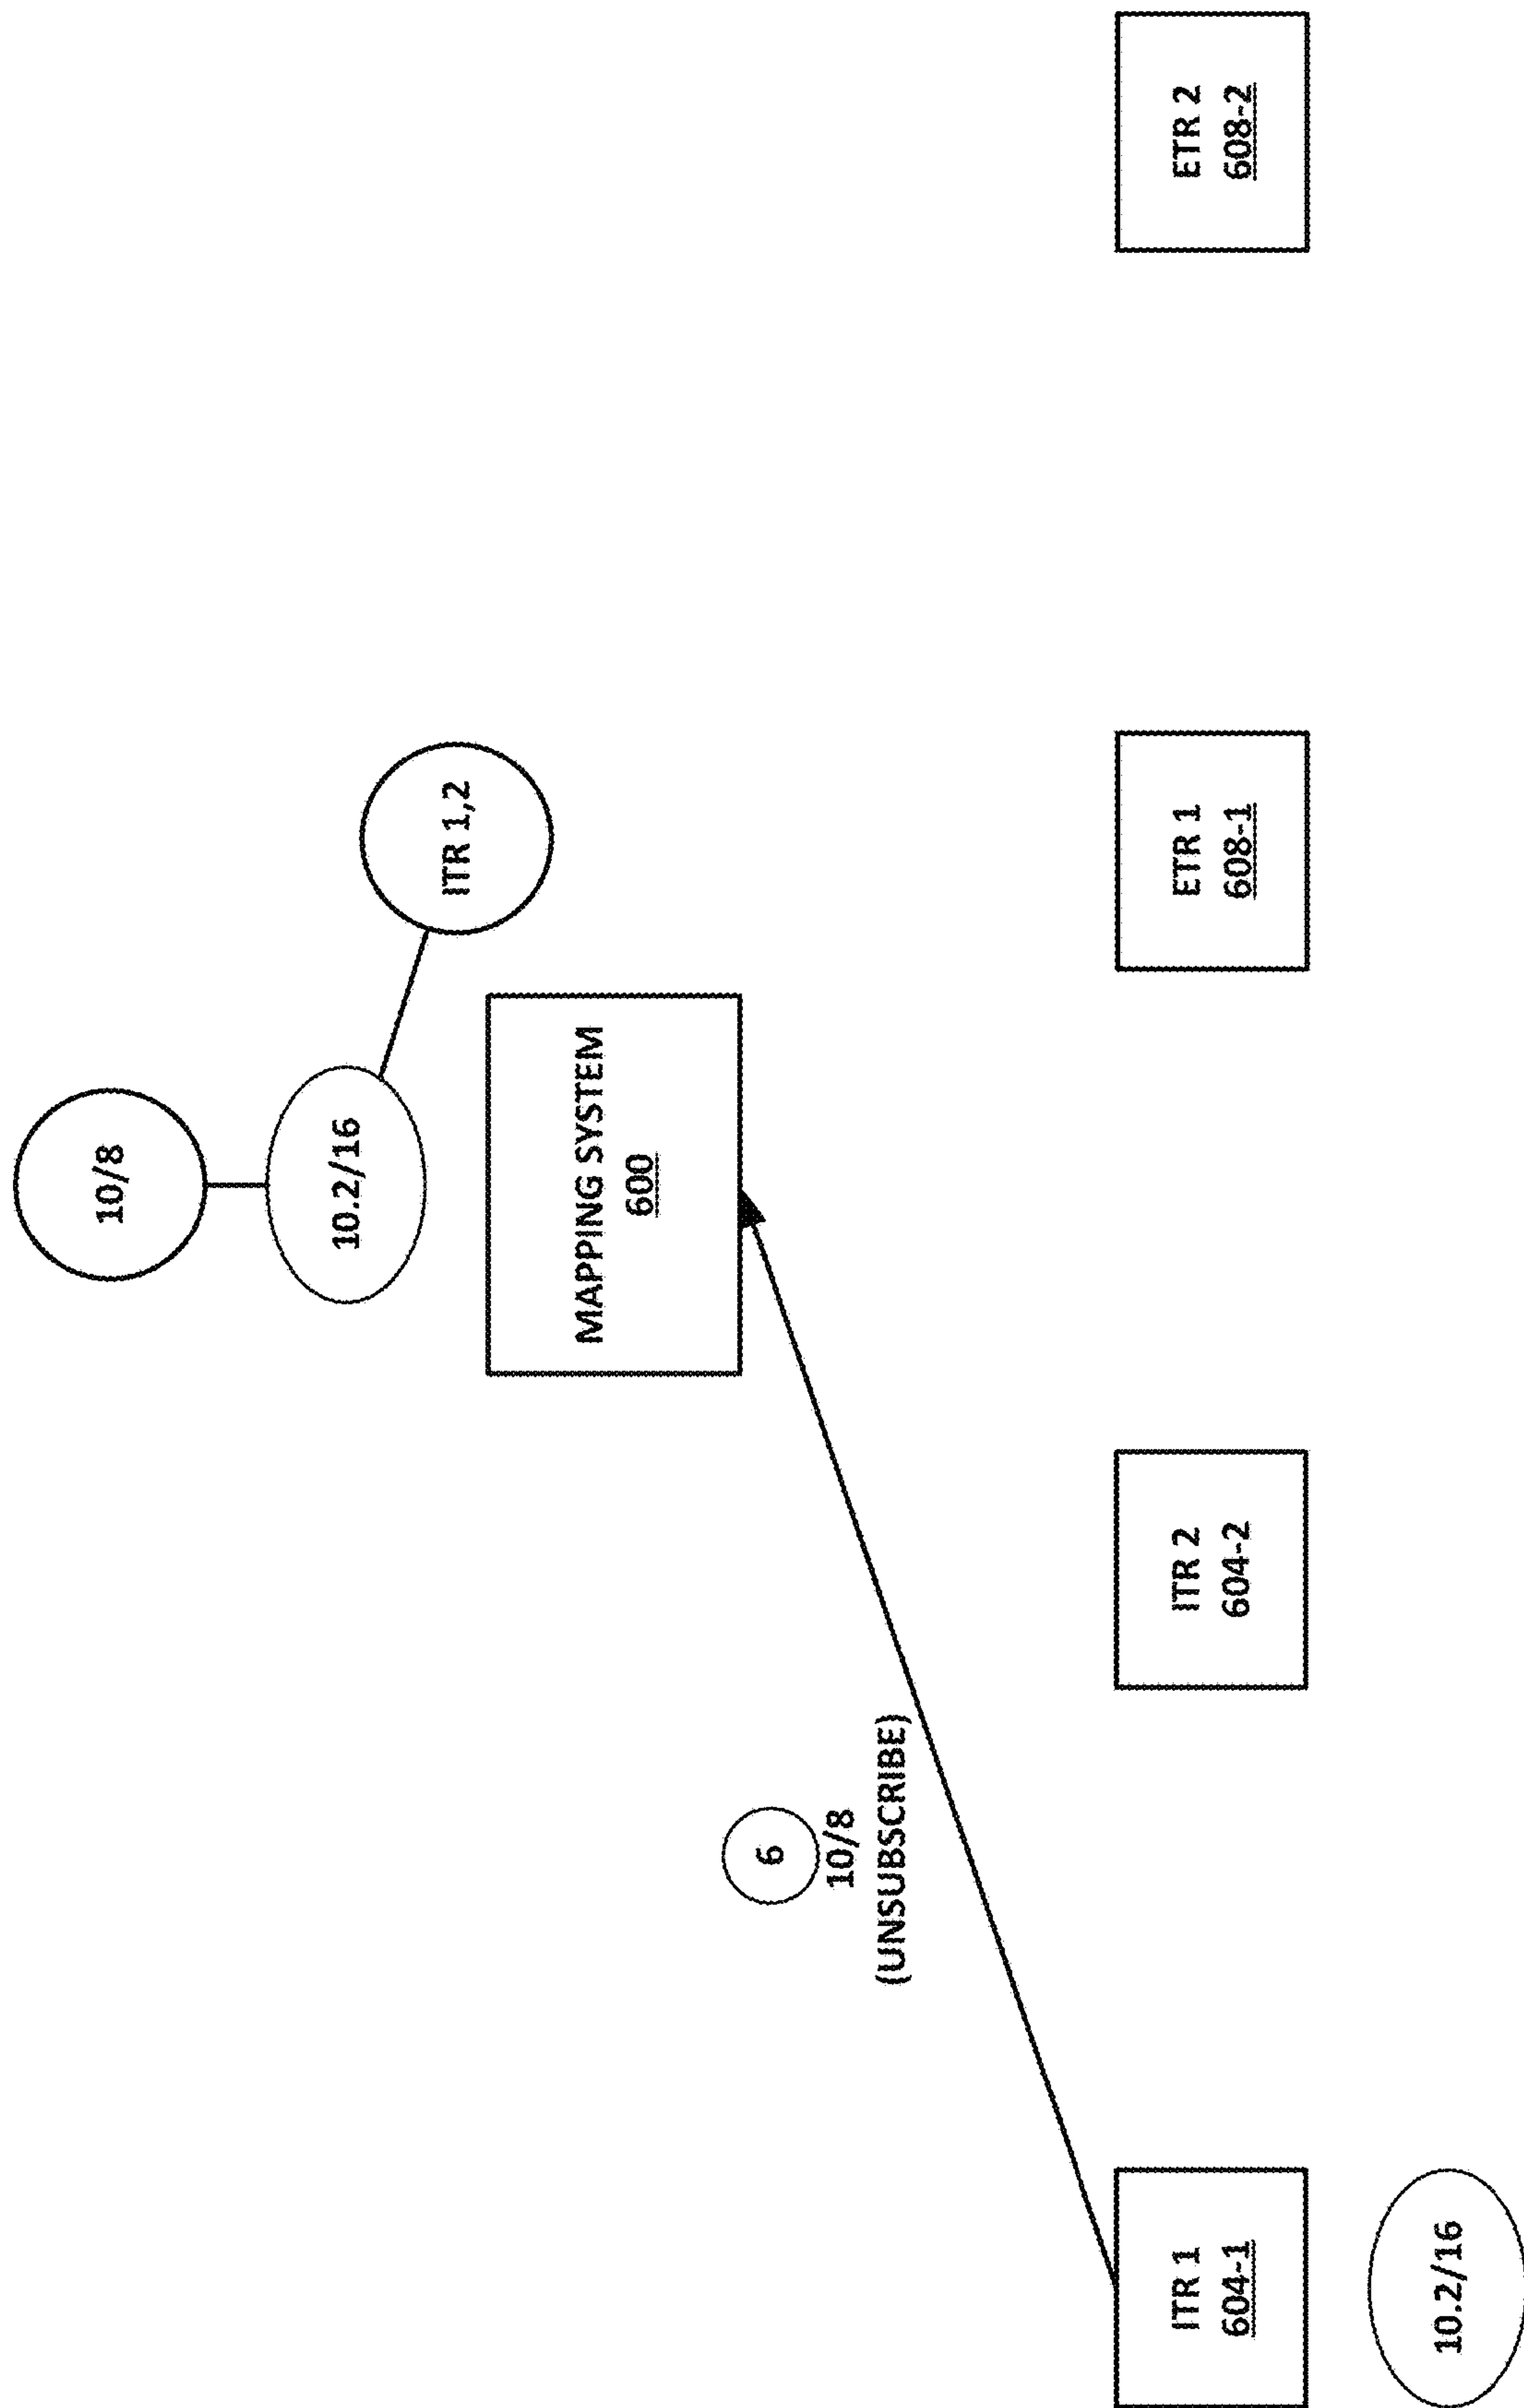 10/8
10.2/16
ITR 1,2
MAPPING SYSTEM
600
6
10/8
(UNSUBSCRIBE)
ITR 1
604-1
ITR 2
604-2
ETR 1
608-1
ETR 2
608-2
10.2/16